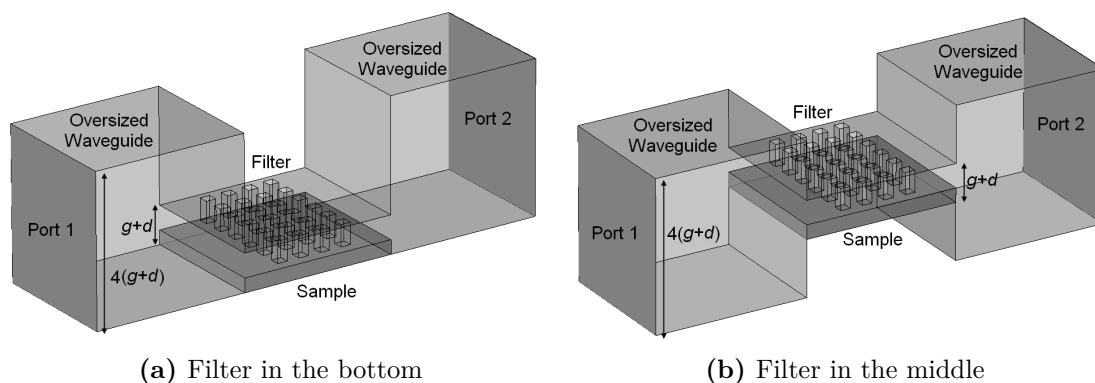 Oversized
Waveguide
Port 2
Oversized
Waveguide
Filter
Port 1
g+d
4(g+d)
Sample
(a) Filter in the bottom
Oversized
Waveguide
Port 2
Filter
Oversized
Waveguide
g+d
Port 1
4(g+d)
Sample
(b) Filter in the middle